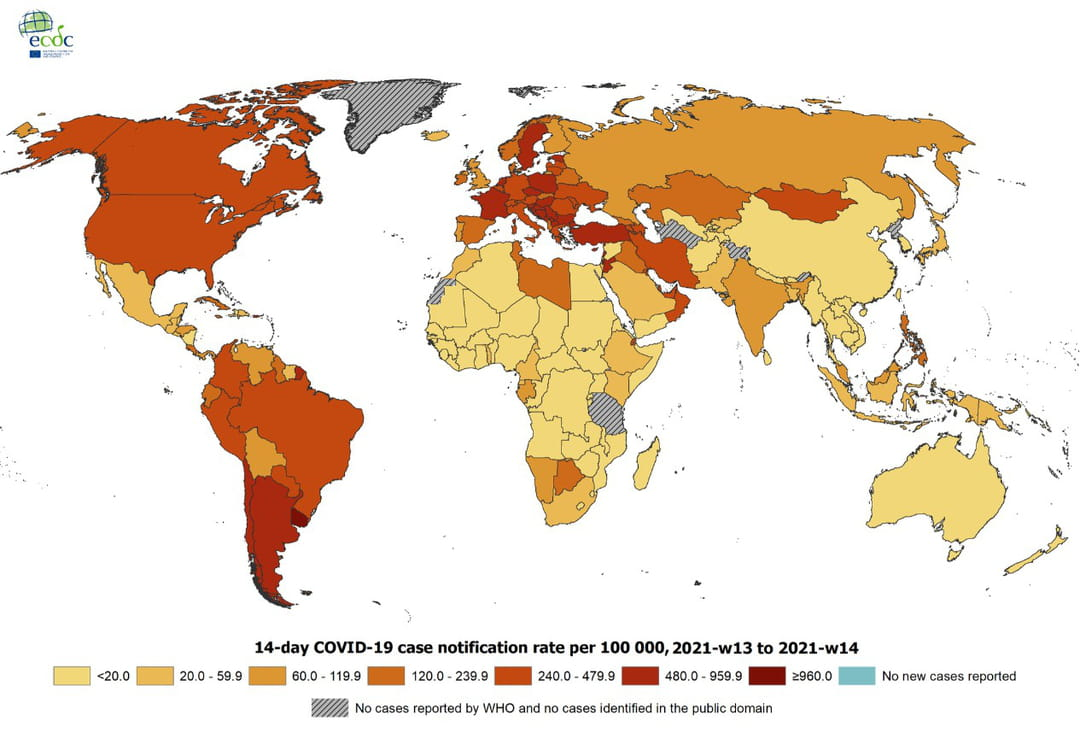 ecdc
14-day COVID-19 case notification rate per 100 000, 2021-w13 to 2021-w14
<20.0 20.0 - 59.9 60.0 - 119.9 120.0 - 239.9 240.0 - 479.9 480.0 - 959.9 ≥960.0 No new cases reported
No cases reported by WHO and no cases identified in the public domain